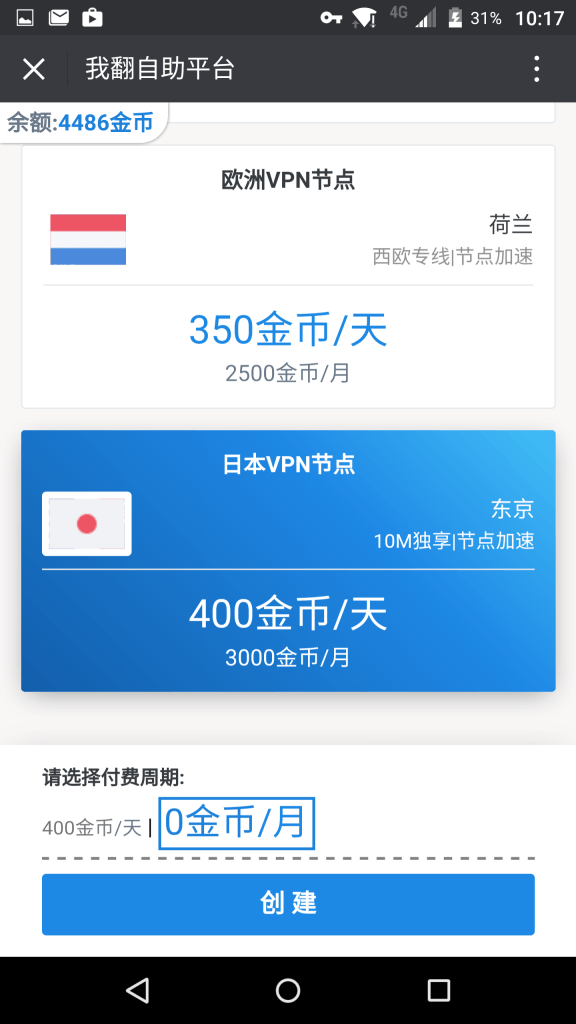 4G 31% 10:17
我翻自助平台
余额:4486金币
欧洲VPN节点
荷兰
西欧专线|节点加速
350金币/天
2500金币/月
日本VPN节点
东京
10M独享|节点加速
400金币/天
3000金币/月
请选择付费周期:
400金币/天 | 0金币/月
创 建